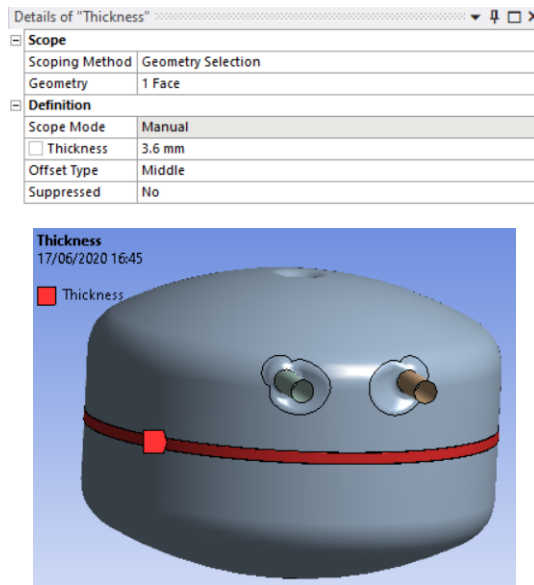 Details of "Thickness"
Scope
Scoping Method Geometry Selection
Geometry 1 Face
Definition
Scope Mode Manual
Thickness 3.6 mm
Offset Type Middle
Suppressed No
Thickness
17/06/2020 16:45
Thickness